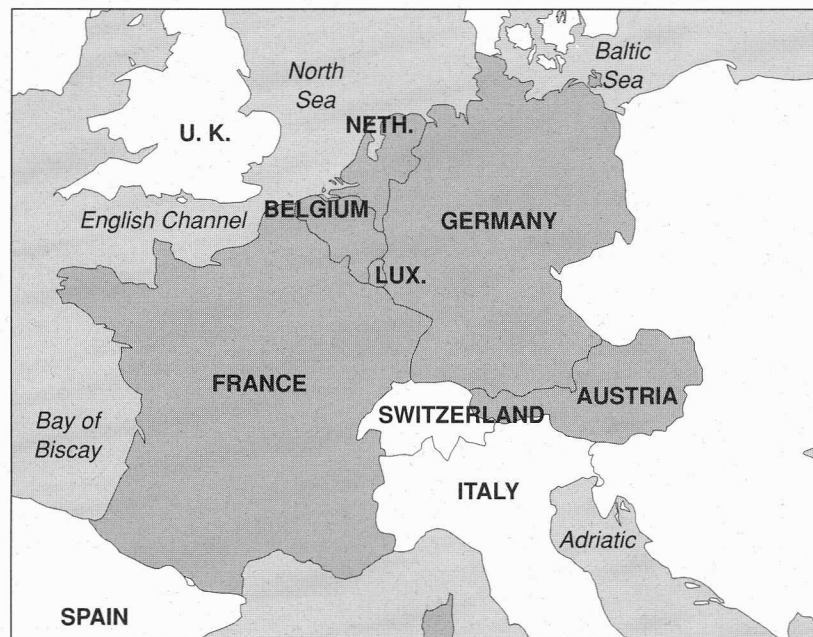 Baltic
Sea
North
Sea
NETH.
U. K.
BELGIUM
English Channel
GERMANY
LUX.
FRANCE
AUSTRIA
SWITZERLAND
Bay of
Biscay
ITALY
Adriatic
SPAIN